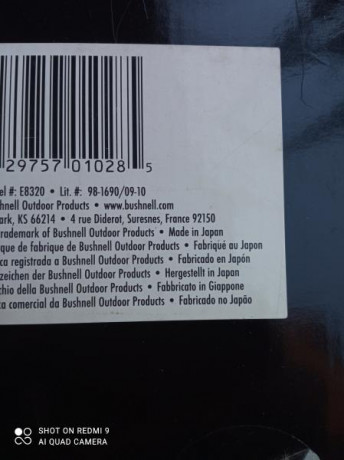 29757 01028 5
el #: E8320 • Lit. #: 98-1690/09-10
hnell Outdoor Products • www.bushnell.com
ark, KS 66214 • 4 rue Diderot, Suresnes, France 92150
trademark of Bushnell Outdoor Products • Made in Japan
que de fabrique de Bushnell Outdoor Products • Fabriqué au Japon
ca registrada a Bushnell Outdoor Products • Fabricado en Japón
nzeichen der Bushnell Outdoor Products • Hergestellt in Japan
chio della Bushnell Outdoor Products • Fabbricato in Giappone
ca comercial da Bushnell Outdoor Products • Fabricado no Japão
SHOT ON REDMI 9
AI QUAD CAMERA